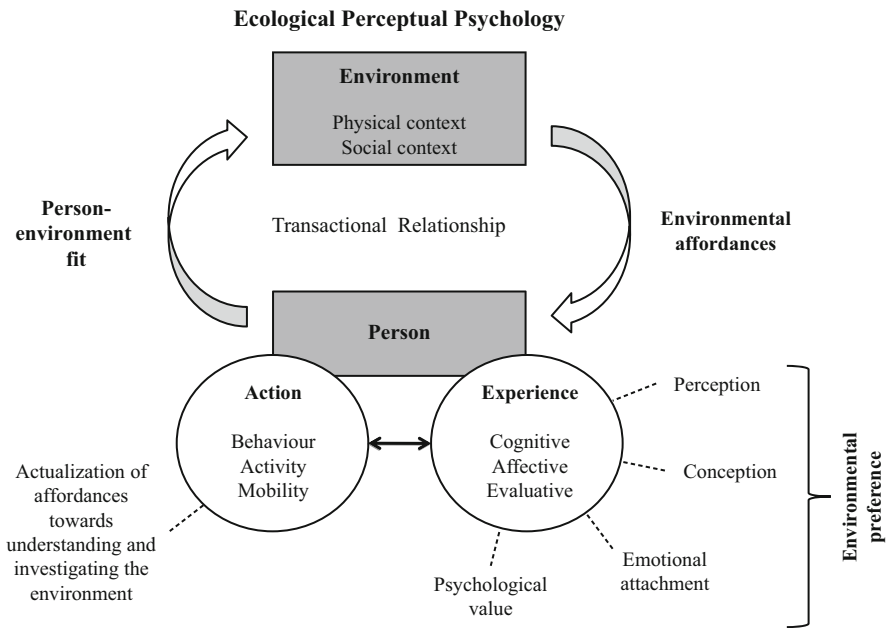 Ecological Perceptual Psychology
Environment
Physical context
Social context
Person-
environment
fit
Transactional Relationship
Environmental
affordances
Person
Action
Behaviour
Activity
Mobility
Experience
Cognitive
Affective
Evaluative
Perception
Conception
Emotional
attachment
Psychological
value
Actualization of
affordances
towards
understanding and
investigating the
environment
Environmental
preference